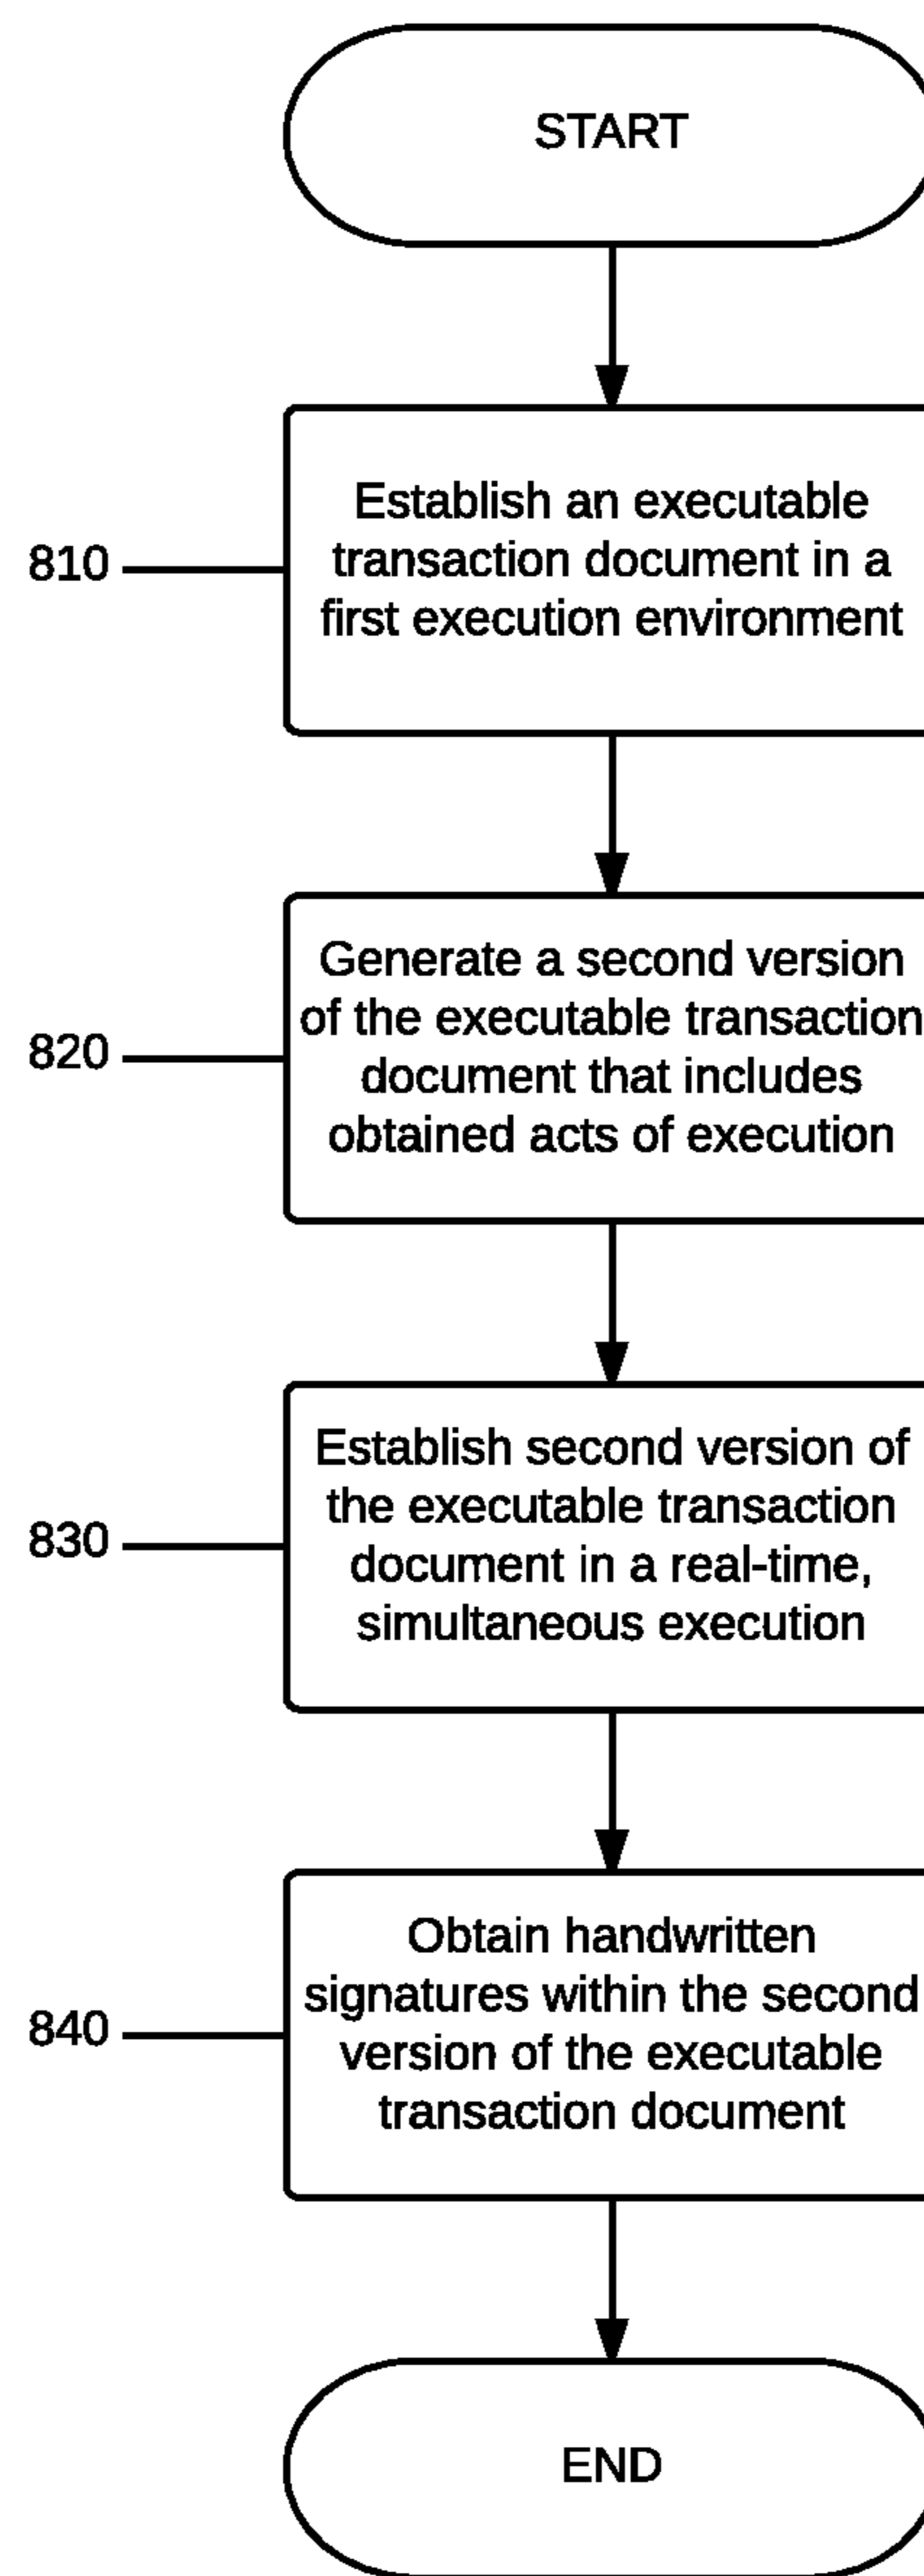 START
Establish an executable
transaction document in a
first execution environment
810
Generate a second version
of the executable transaction
document that includes
obtained acts of execution
820
Establish second version of
the executable transaction
document in a real-time,
simultaneous execution
830
Obtain handwritten
signatures within the second
version of the executable
transaction document
840
END